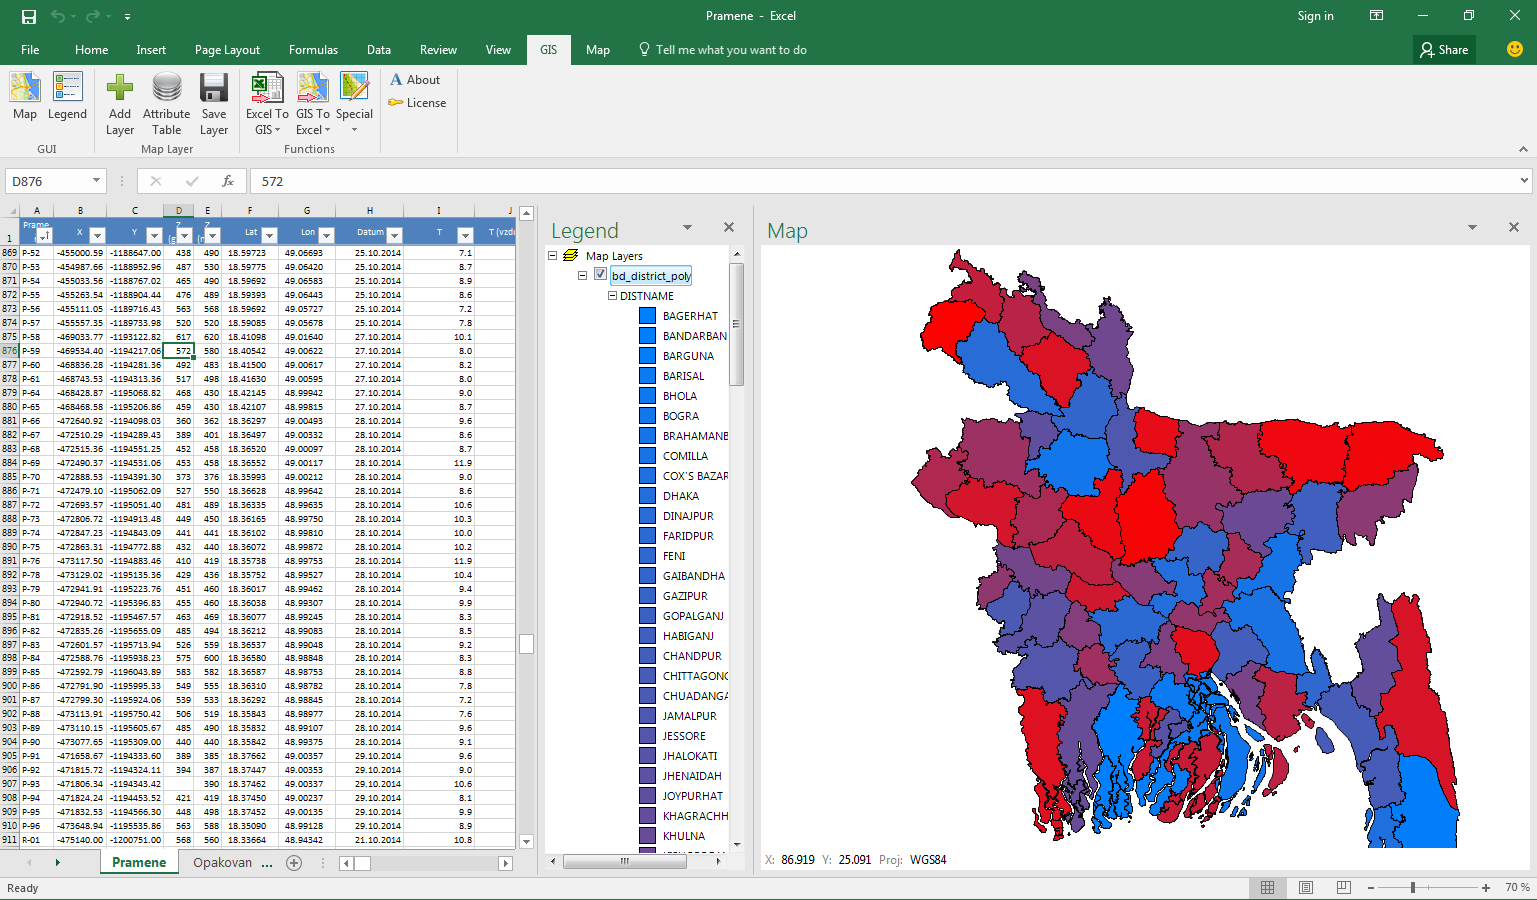 Pramene - Excel
Sign in
File Home Insert Page Layout Formulas Data Review View GIS Map Tell me what you want to do Share
Map Legend Add Layer Attribute Table Save Layer Excel To GIS GIS To Excel Special About License
GUI Map Layer Functions
D876 fx 572
A B C D E F G H I J
1 Prame X Y Z (g Z (r Lat Lon Datum T T (vzdu
869 P-52 -455000.59 -1188647.00 438 490 18.59723 49.06693 25.10.2014 7.1
870 P-53 -454987.66 -1188952.96 487 530 18.59775 49.06420 25.10.2014 8.7
871 P-54 -455033.56 -1188767.02 465 490 18.59692 49.06583 25.10.2014 8.9
872 P-55 -455263.54 -1188904.44 476 489 18.59393 49.06443 25.10.2014 8.6
873 P-56 -455111.05 -1189716.43 563 568 18.59692 49.05727 25.10.2014 7.2
874 P-57 -455557.35 -1189733.98 520 520 18.59085 49.05678 25.10.2014 7.8
875 P-58 -469033.77 -1193122.82 617 620 18.41098 49.01640 27.10.2014 10.1
876 P-59 -469534.40 -1194217.06 572 580 18.40542 49.00622 27.10.2014 8.0
877 P-60 -468836.28 -1194281.36 492 483 18.41500 49.00617 27.10.2014 8.2
878 P-61 -468743.53 -1194313.36 517 498 18.41630 49.00595 27.10.2014 8.0
879 P-64 -468428.87 -1195068.82 468 430 18.42145 48.99942 27.10.2014 9.0
880 P-65 -468468.58 -1195206.86 459 430 18.42107 48.99815 27.10.2014 8.7
881 P-66 -472640.92 -1194098.03 360 362 18.36297 49.00493 28.10.2014 9.6
882 P-67 -472510.29 -1194289.43 389 401 18.36497 49.00332 28.10.2014 8.6
883 P-68 -472515.36 -1194551.25 452 458 18.36520 49.00097 28.10.2014 8.7
884 P-69 -472490.37 -1194531.06 453 458 18.36552 49.00117 28.10.2014 11.9
885 P-70 -472888.53 -1194391.30 373 376 18.35993 49.00212 28.10.2014 9.0
886 P-71 -472479.10 -1195062.09 527 550 18.36628 48.99642 28.10.2014 8.6
887 P-72 -472693.57 -1195051.40 481 489 18.36335 48.99635 28.10.2014 10.6
888 P-73 -472806.72 -1194913.48 449 450 18.36165 48.99750 28.10.2014 10.3
889 P-74 -472847.23 -1194843.09 441 441 18.36102 48.99810 28.10.2014 10.0
890 P-75 -472863.31 -1194772.88 432 440 18.36072 48.99872 28.10.2014 10.2
891 P-76 -473117.50 -1194883.46 410 419 18.35738 48.99753 28.10.2014 11.9
892 P-78 -473129.02 -1195135.36 429 436 18.35752 48.99527 28.10.2014 10.4
893 P-79 -472941.91 -1195223.76 451 460 18.36017 48.99462 28.10.2014 9.4
894 P-80 -472940.72 -1195396.83 455 460 18.36038 48.99307 28.10.2014 9.9
895 P-81 -472918.52 -1195467.57 463 469 18.36077 48.99245 28.10.2014 8.3
896 P-82 -472835.26 -1195655.09 485 494 18.36212 48.99083 28.10.2014 8.5
897 P-83 -472601.57 -1195713.94 526 559 18.36537 48.99048 28.10.2014 9.2
898 P-84 -472588.76 -1195938.23 575 600 18.36580 48.98848 28.10.2014 8.3
899 P-85 -472592.79 -1196043.89 583 582 18.36587 48.98753 28.10.2014 8.8
900 P-86 -472791.90 -1195995.33 549 555 18.36310 48.98782 28.10.2014 7.8
901 P-87 -472799.30 -1195924.06 539 533 18.36292 48.98845 28.10.2014 7.2
902 P-88 -473113.91 -1195750.42 506 519 18.35843 48.98977 28.10.2014 7.6
903 P-89 -473110.15 -1195605.67 485 490 18.35832 48.99107 28.10.2014 9.6
904 P-90 -473077.65 -1195309.00 440 440 18.35842 48.99375 28.10.2014 9.1
905 P-91 -471658.67 -1194333.60 389 385 18.37662 49.00357 29.10.2014 9.6
906 P-92 -471815.72 -1194324.11 394 387 18.37447 49.00353 29.10.2014 9.0
907 P-93 -471806.34 -1194343.42 390 18.37462 49.00337 29.10.2014 10.6
908 P-94 -471824.24 -1194453.52 421 419 18.37450 49.00237 29.10.2014 8.1
909 P-95 -471832.53 -1194566.30 448 498 18.37452 49.00135 29.10.2014 9.9
910 P-96 -473648.94 -1195535.86 563 588 18.35090 48.99128 29.10.2014 8.9
911 R-01 -475140.00 -1200751.00 568 560 18.33664 48.94342 21.10.2014 10.8
Pramene Opakovan ...
Legend
Map Layers
bd_district_poly
DISTNAME
BAGERHAT
BANDARBAN
BARGUNA
BARISAL
BHOLA
BOGRA
BRAHAMANB
COMILLA
COX`S BAZAR
DHAKA
DINAJPUR
FARIDPUR
FENI
GAIBANDHA
GAZIPUR
GOPALGANJ
HABIGANJ
CHANDPUR
CHITTAGONG
CHUADANGA
JAMALPUR
JESSORE
JHALOKATI
JHENAIDAH
JOYPURHAT
KHAGRACHH
KHULNA
Map
X: 86.919 Y: 25.091 Proj: WGS84
Ready
70 %